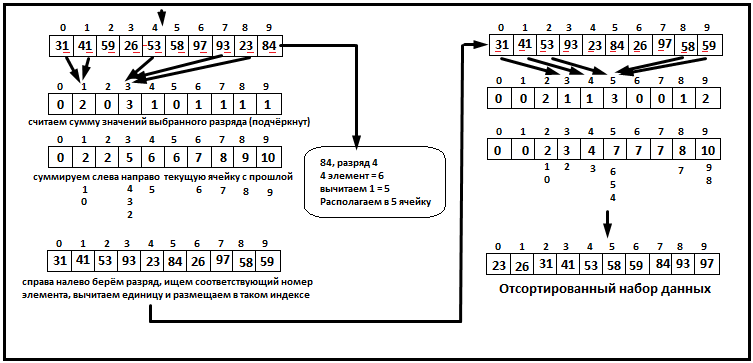 0 1 2 3 4 5 6 7 8 9
31 41 59 26 53 58 97 93 23 84
0 1 2 3 4 5 6 7 8 9
0 2 0 3 1 0 1 1 1 1
считаем сумму значений выбранного разряда (подчёркнут)
0 1 2 3 4 5 6 7 8 9
0 2 2 5 6 6 7 8 9 10
суммируем слева направо текущую ячейку с прошлой
1 4 5 6 7 8 9
0 3
2
0 1 2 3 4 5 6 7 8 9
31 41 53 93 23 84 26 97 58 59
справа налево берём разряд, ищем соответствующий номер
элемента, вычитаем единицу и размещаем в таком индексе
84, разряд 4
4 элемент = 6
вычитаем 1 = 5
Располагаем в 5 ячейку
0 1 2 3 4 5 6 7 8 9
31 41 53 93 23 84 26 97 58 59
0 1 2 3 4 5 6 7 8 9
0 0 2 1 1 3 0 0 1 2
0 1 2 3 4 5 6 7 8 9
0 0 2 3 4 7 7 7 8 10
1 2 3 6 7 9
0 5 8
4
0 1 2 3 4 5 6 7 8 9
23 26 31 41 53 58 59 84 93 97
Отсортированный набор данных